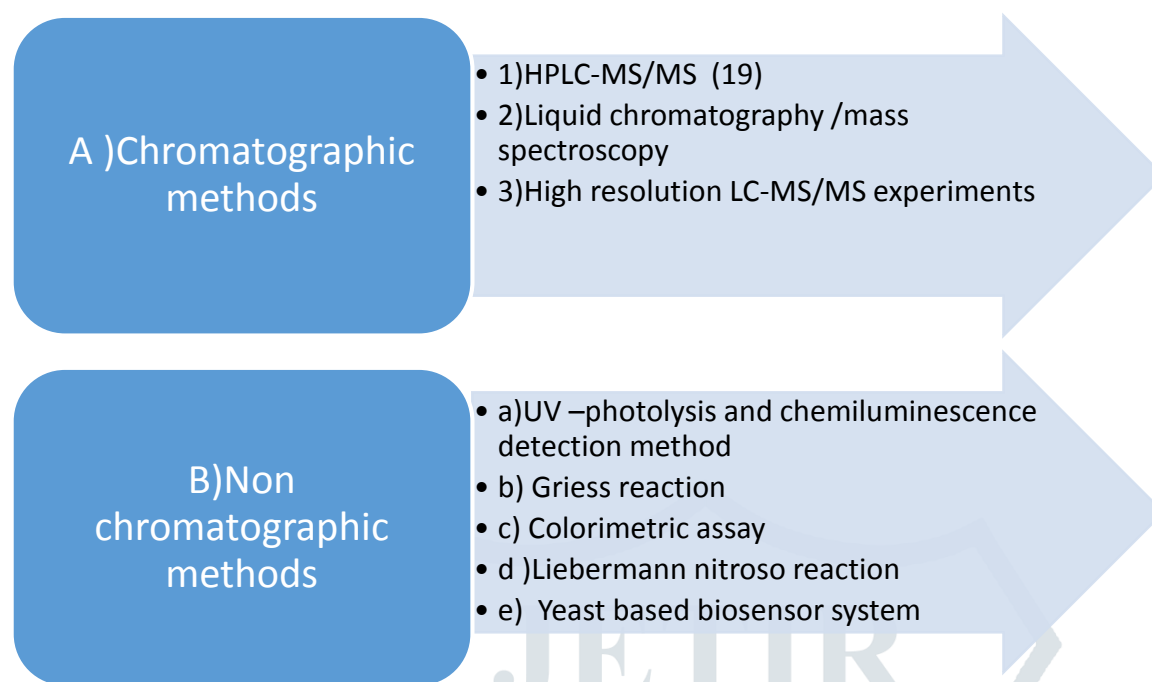 A )Chromatographic
methods
• 1)HPLC-MS/MS (19)
• 2)Liquid chromatography /mass
spectroscopy
• 3)High resolution LC-MS/MS experiments
B)Non
chromatographic
methods
• a)UV –photolysis and chemiluminescence
detection method
• b) Griess reaction
• c) Colorimetric assay
• d )Liebermann nitroso reaction
• e) Yeast based biosensor system
JETIR